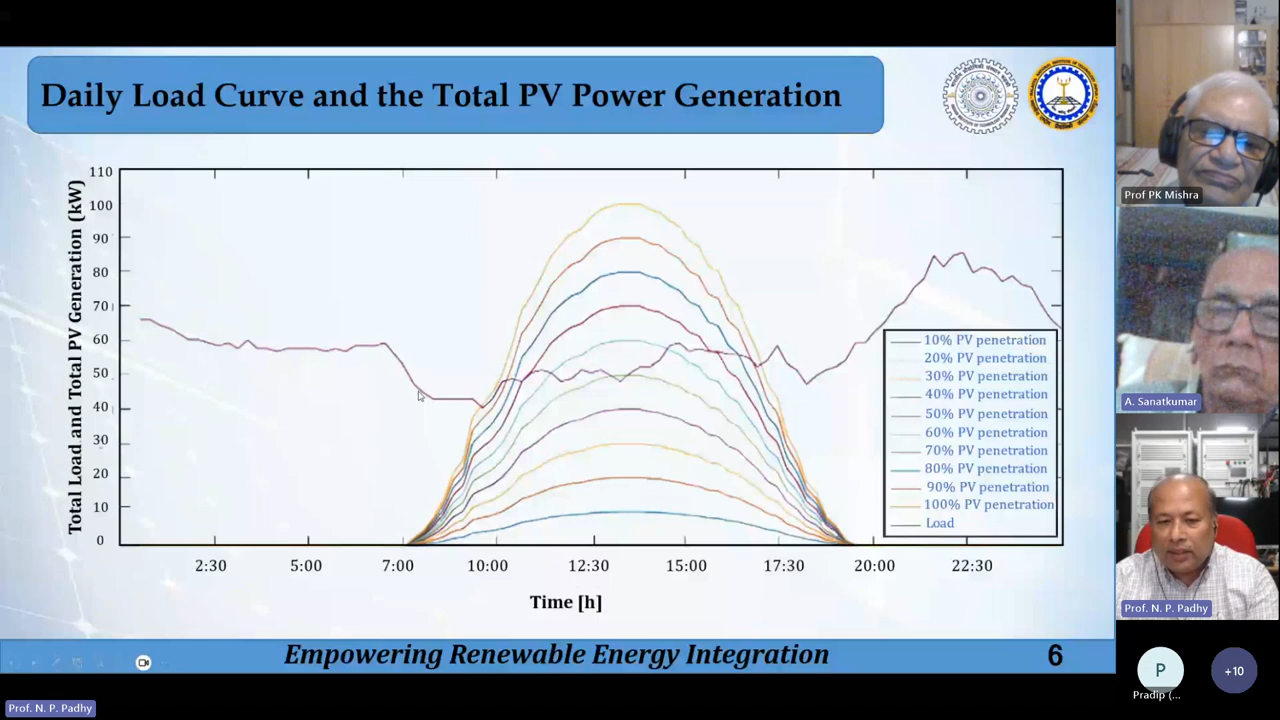 Daily Load Curve and the Total PV Power Generation
Total Load and Total PV Generation (kW)
110
100
90
80
70
60
50
40
30
20
10
0
2:30 5:00 7:00 10:00 12:30 15:00 17:30 20:00 22:30
Time [h]
10% PV penetration
20% PV penetration
30% PV penetration
40% PV penetration
50% PV penetration
60% PV penetration
70% PV penetration
80% PV penetration
90% PV penetration
100% PV penetration
Load
Empowering Renewable Energy Integration
6
Prof. N. P. Padhy
Prof PK Mishra
A. Sanatkumar
Prof. N. P. Padhy
P
Pradip (...
+10